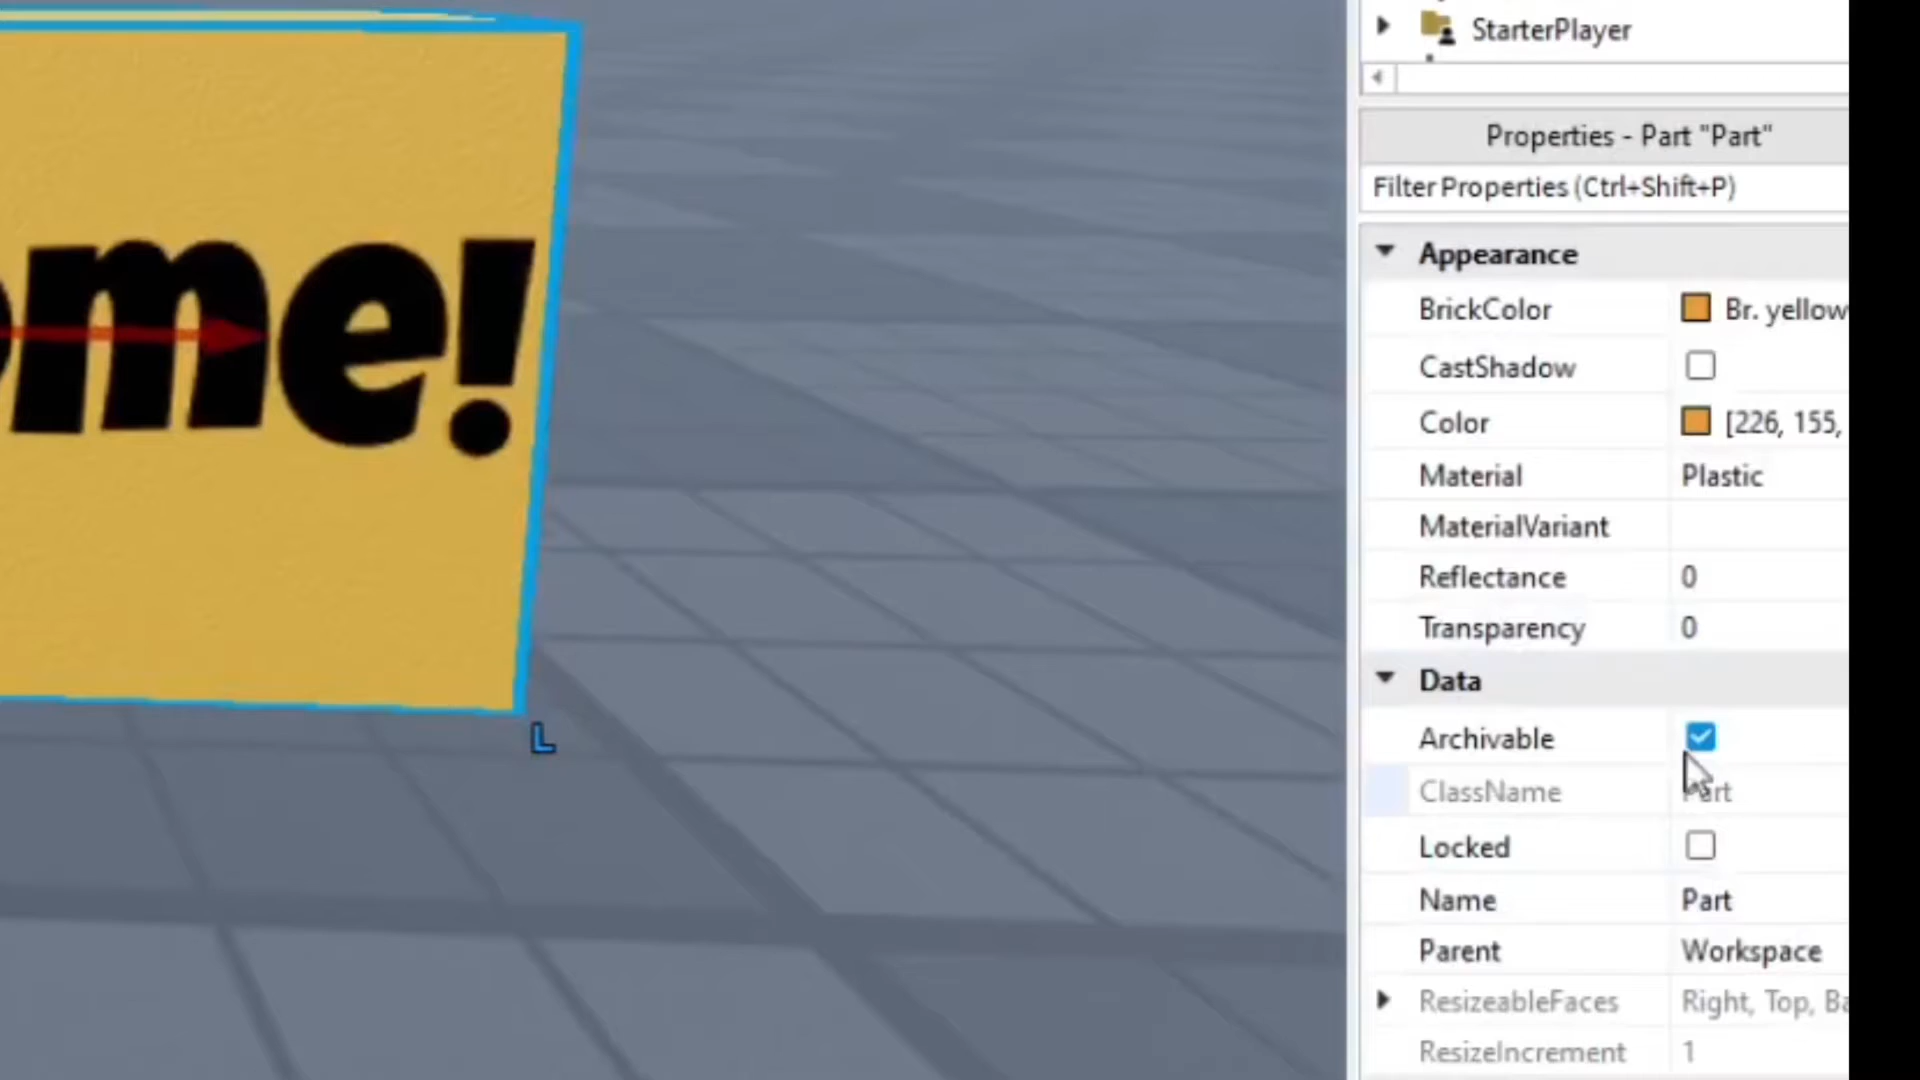 StarterPlayer
Properties - Part "Part"
Filter Properties (Ctrl+Shift+P)
Appearance
BrickColor Br. yellow
CastShadow
Color [226, 155,
Material Plastic
MaterialVariant
Reflectance 0
Transparency 0
Data
Archivable
ClassName Part
Locked
Name Part
Parent Workspace
ResizeableFaces Right, Top, Ba
ResizeIncrement 1
ome!
L